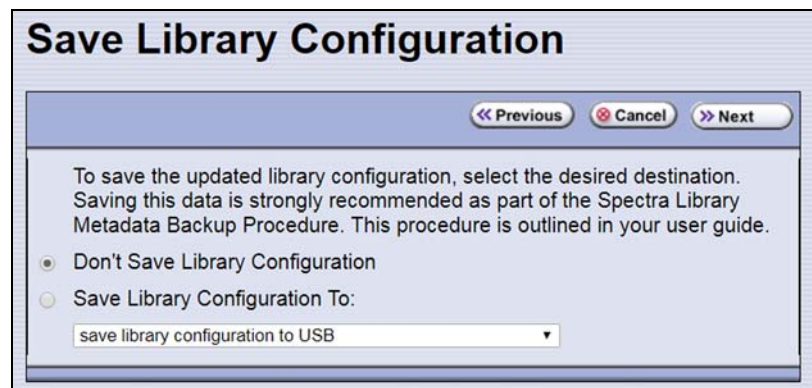 Save Library Configuration
Previous Cancel Next
To save the updated library configuration, select the desired destination.
Saving this data is strongly recommended as part of the Spectra Library
Metadata Backup Procedure. This procedure is outlined in your user guide.
Don't Save Library Configuration
Save Library Configuration To:
save library configuration to USB